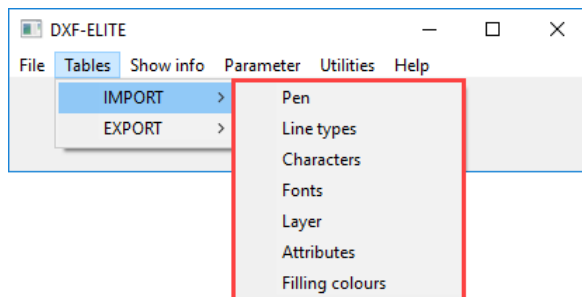 DXF-ELITE
File Tables Show info Parameter Utilities Help
IMPORT > Pen
EXPORT > Line types
Characters
Fonts
Layer
Attributes
Filling colours